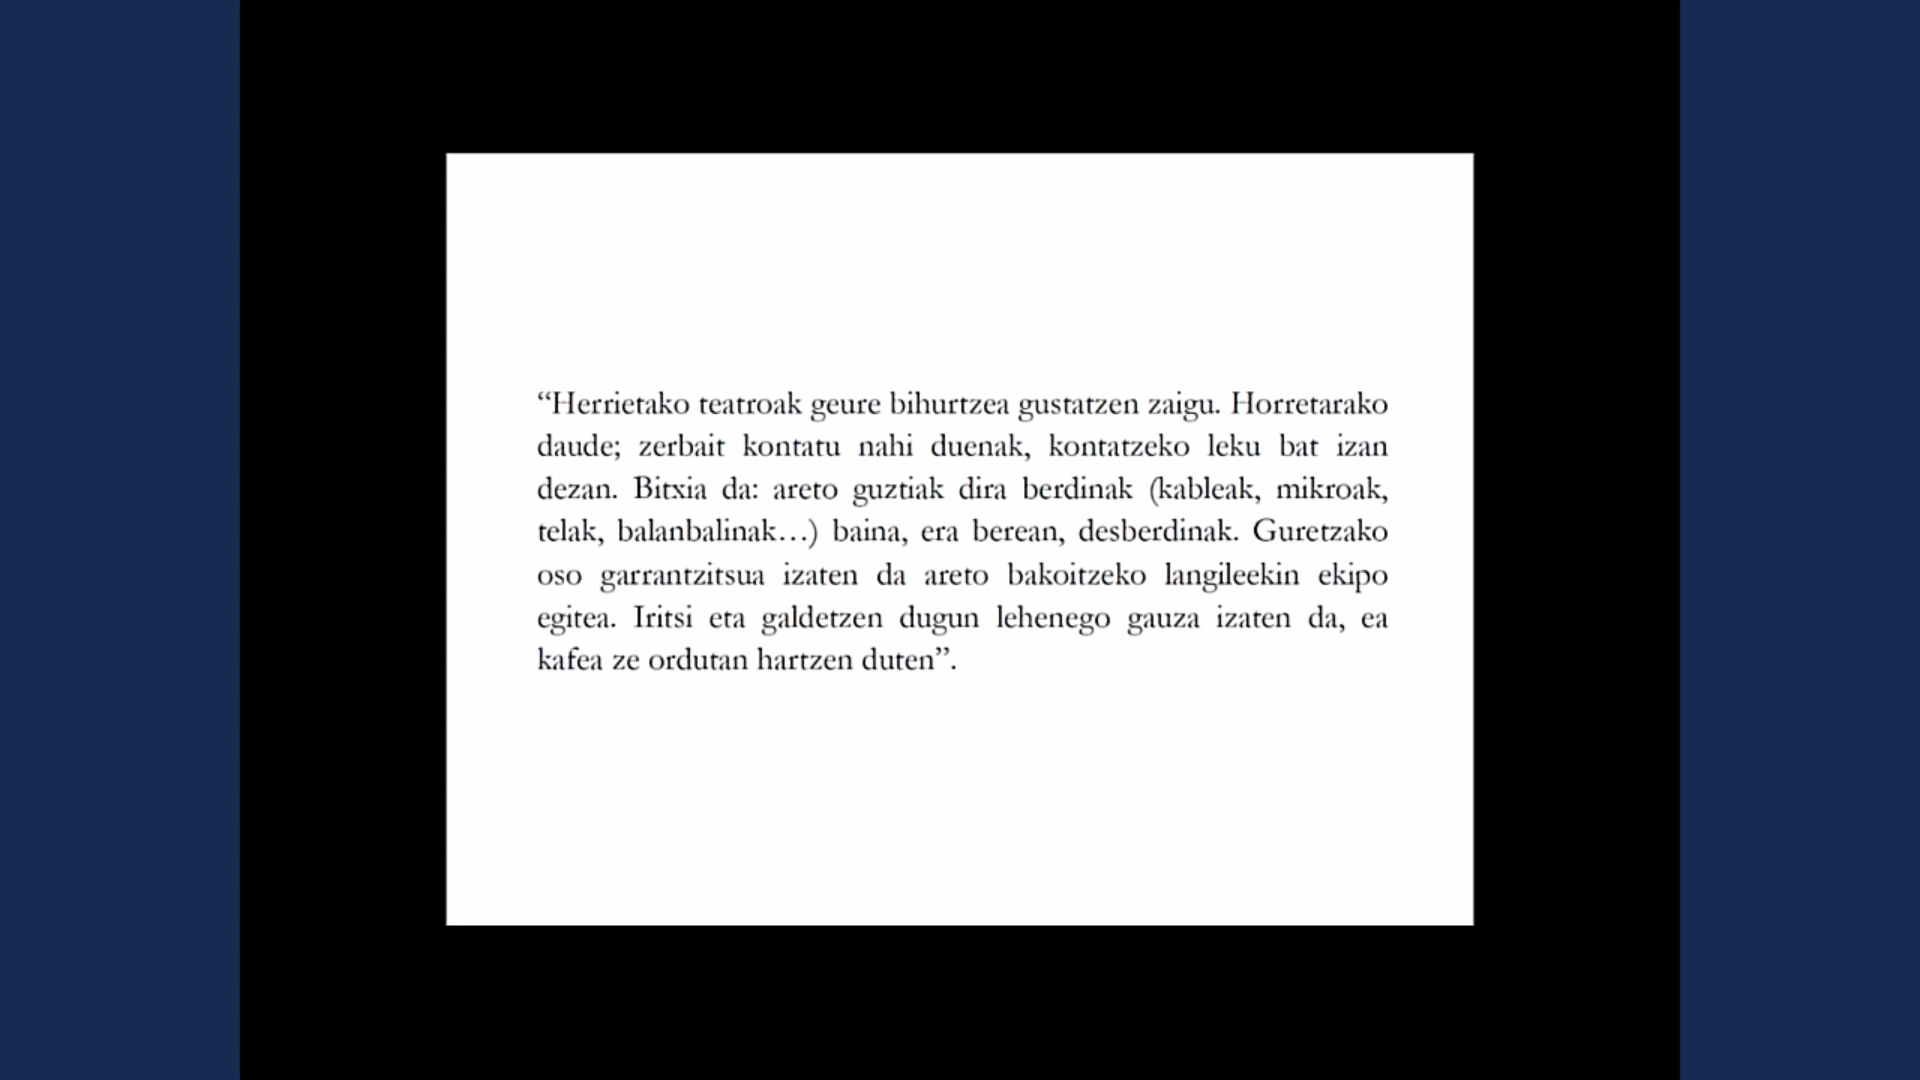 “Herrietako teatroak geure bihurtzea gustatzen zaigu. Horretarako
daude; zerbait kontatu nahi duenak, kontatzeko leku bat izan
dezan. Bitxia da: areto guztiak dira berdinak (kableak, mikroak,
telak, balanbalinak…) baina, era berean, desberdinak. Guretzako
oso garrantzitsua izaten da areto bakoitzeko langileekin ekipo
egitea. Iritsi eta galdetzen dugun lehenego gauza izaten da, ea
kafea ze ordutan hartzen duten”.